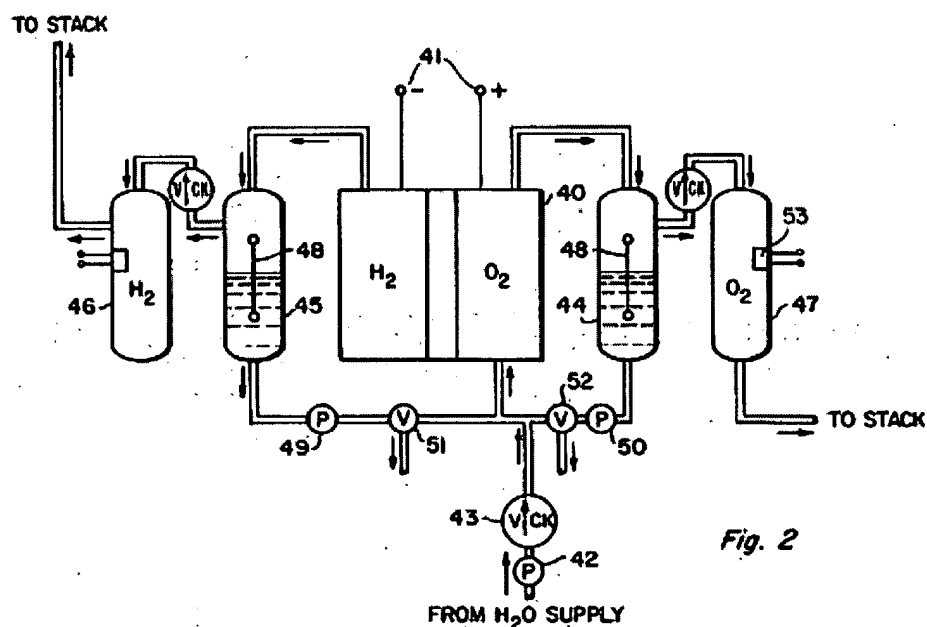 TO STACK
41
- +
40
V CK
V CK
53
48
48
H2
46
45
H2
O2
44
O2
47
52
P
49
V
51
V
P
50
TO STACK
43
V CK
P
42
Fig. 2
FROM H2O SUPPLY